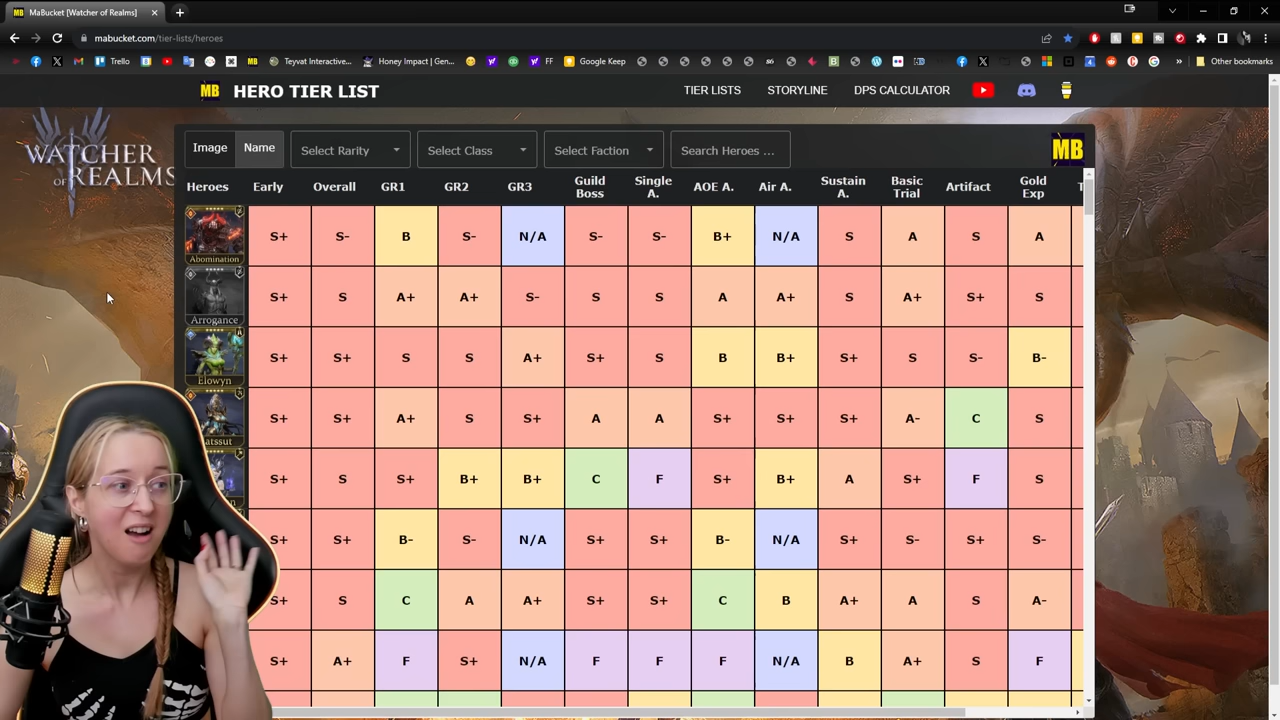 MaBucket [Watcher of Realms]
mabucket.com/tier-lists/heroes
Trello
MB
Teyvat Interactive...
Honey Impact | Gen...
FF
Google Keep
Other bookmarks
MB HERO TIER LIST
TIER LISTS STORYLINE DPS CALCULATOR
WATCHER OF REALMS
Image Name Select Rarity Select Class Select Faction Search Heroes ... MB
Heroes Early Overall GR1 GR2 GR3 Guild Boss Single A. AOE A. Air A. Sustain A. Basic Trial Artifact Gold Exp T
Abomination S+ S- B S- N/A S- S- B+ N/A S A S A
Arrogance S+ S A+ A+ S- S S A A+ S A+ S+ S
Elowyn S+ S+ S S A+ S+ S B B+ S+ S S- B-
atssut S+ S+ A+ S S+ A A S+ S+ S+ A- C S
S+ S S+ B+ B+ C F S+ B+ A S+ F S
S+ S+ B- S- N/A S+ S+ B- N/A S+ S- S+ S-
S+ S C A A+ S+ S+ C B A+ A S A-
S+ A+ F S+ N/A F F F N/A B A+ S F